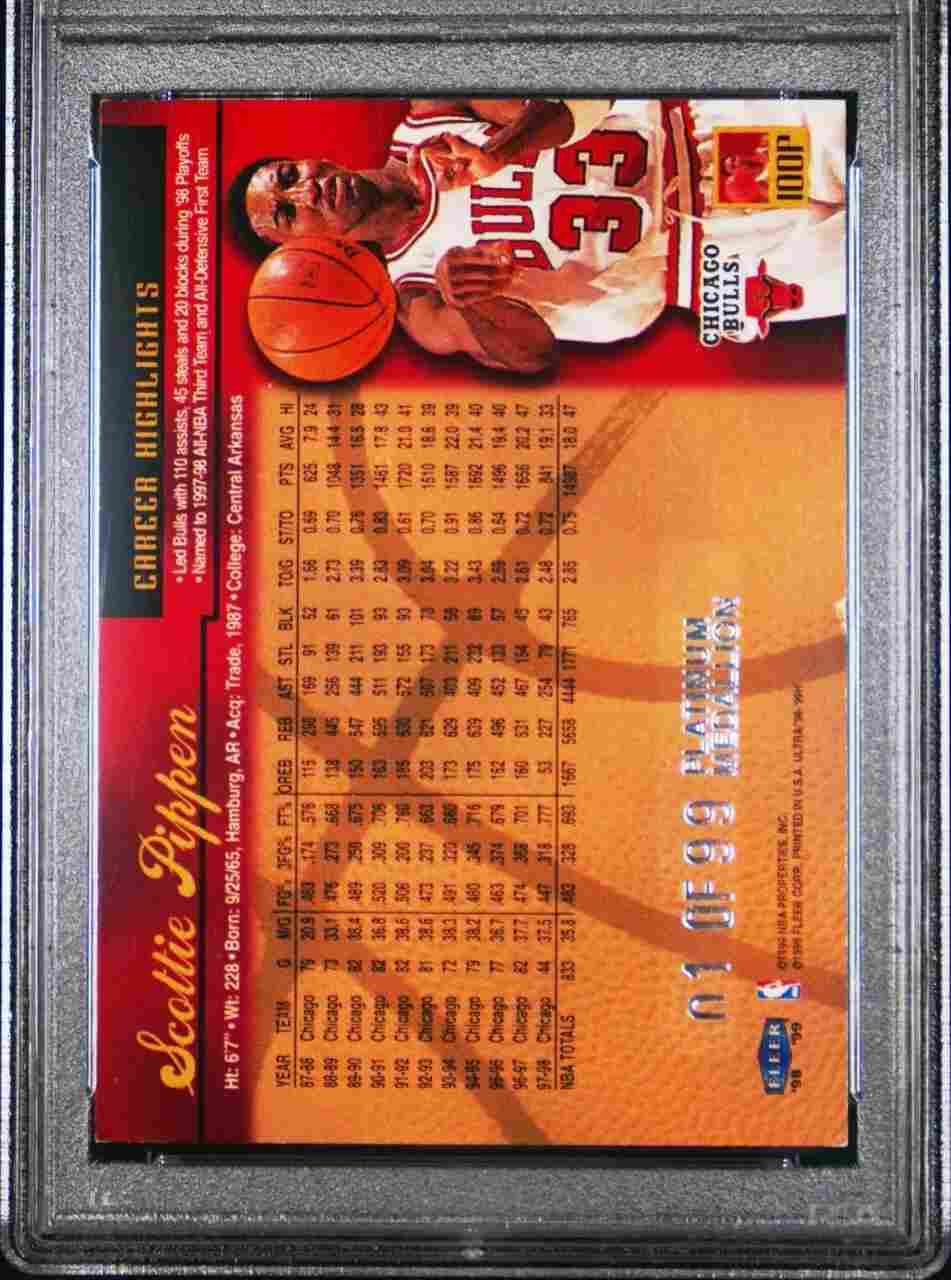 CAREER HIGHLIGHTS
• Led Bulls with 110 assists, 45 steals and 20 blocks during '98 Playoffs
• Named to 1997-98 All-NBA Third Team and All-Defensive First Team
Scottie Pippen
Ht: 6'7" • Wt: 228 • Born: 9/25/65, Hamburg, AR • Acq: Trade, 1987 • College: Central Arkansas
YEAR TEAM G M/G FG% 3FG% FT% OREB REB AST STL BLK TO/G ST/TO PTS AVG HI
87-88 Chicago 79 20.9 .463 .174 .576 115 298 169 91 52 1.66 0.69 625 7.9 24
88-89 Chicago 73 33.1 .476 .273 .668 138 445 256 139 61 2.73 0.70 1048 14.4 31
89-90 Chicago 82 38.4 .489 .250 .675 150 547 444 211 101 3.39 0.76 1351 16.5 28
90-91 Chicago 82 36.8 .520 .309 .706 163 595 511 193 93 2.83 0.83 1461 17.8 43
91-92 Chicago 82 38.6 .506 .200 .760 185 630 572 155 93 3.09 0.61 1720 21.0 41
92-93 Chicago 81 38.6 .473 .237 .663 203 621 507 173 73 3.04 0.70 1510 18.6 39
93-94 Chicago 72 38.3 .491 .320 .660 173 629 403 211 58 3.22 0.91 1587 22.0 39
94-95 Chicago 79 38.2 .480 .345 .716 175 639 409 232 89 3.43 0.86 1692 21.4 40
95-96 Chicago 77 36.7 .463 .374 .679 152 496 452 133 57 2.69 0.64 1496 19.4 40
96-97 Chicago 82 37.7 .474 .368 .701 160 531 467 154 45 2.61 0.72 1656 20.2 47
97-98 Chicago 44 37.5 .447 .318 .777 53 227 254 79 43 2.48 0.72 841 19.1 33
NBA TOTALS 833 35.8 .482 .328 .693 1667 5658 4444 1771 765 2.85 0.75 14987 18.0 47
BULLS
33
CHICAGO
BULLS
100P
01 OF 99
PLATINUM
MEDALLION
FLEER
'98 '99
©1998 NBA PROPERTIES, INC.
©1998 FLEER CORP. PRINTED IN U.S.A.